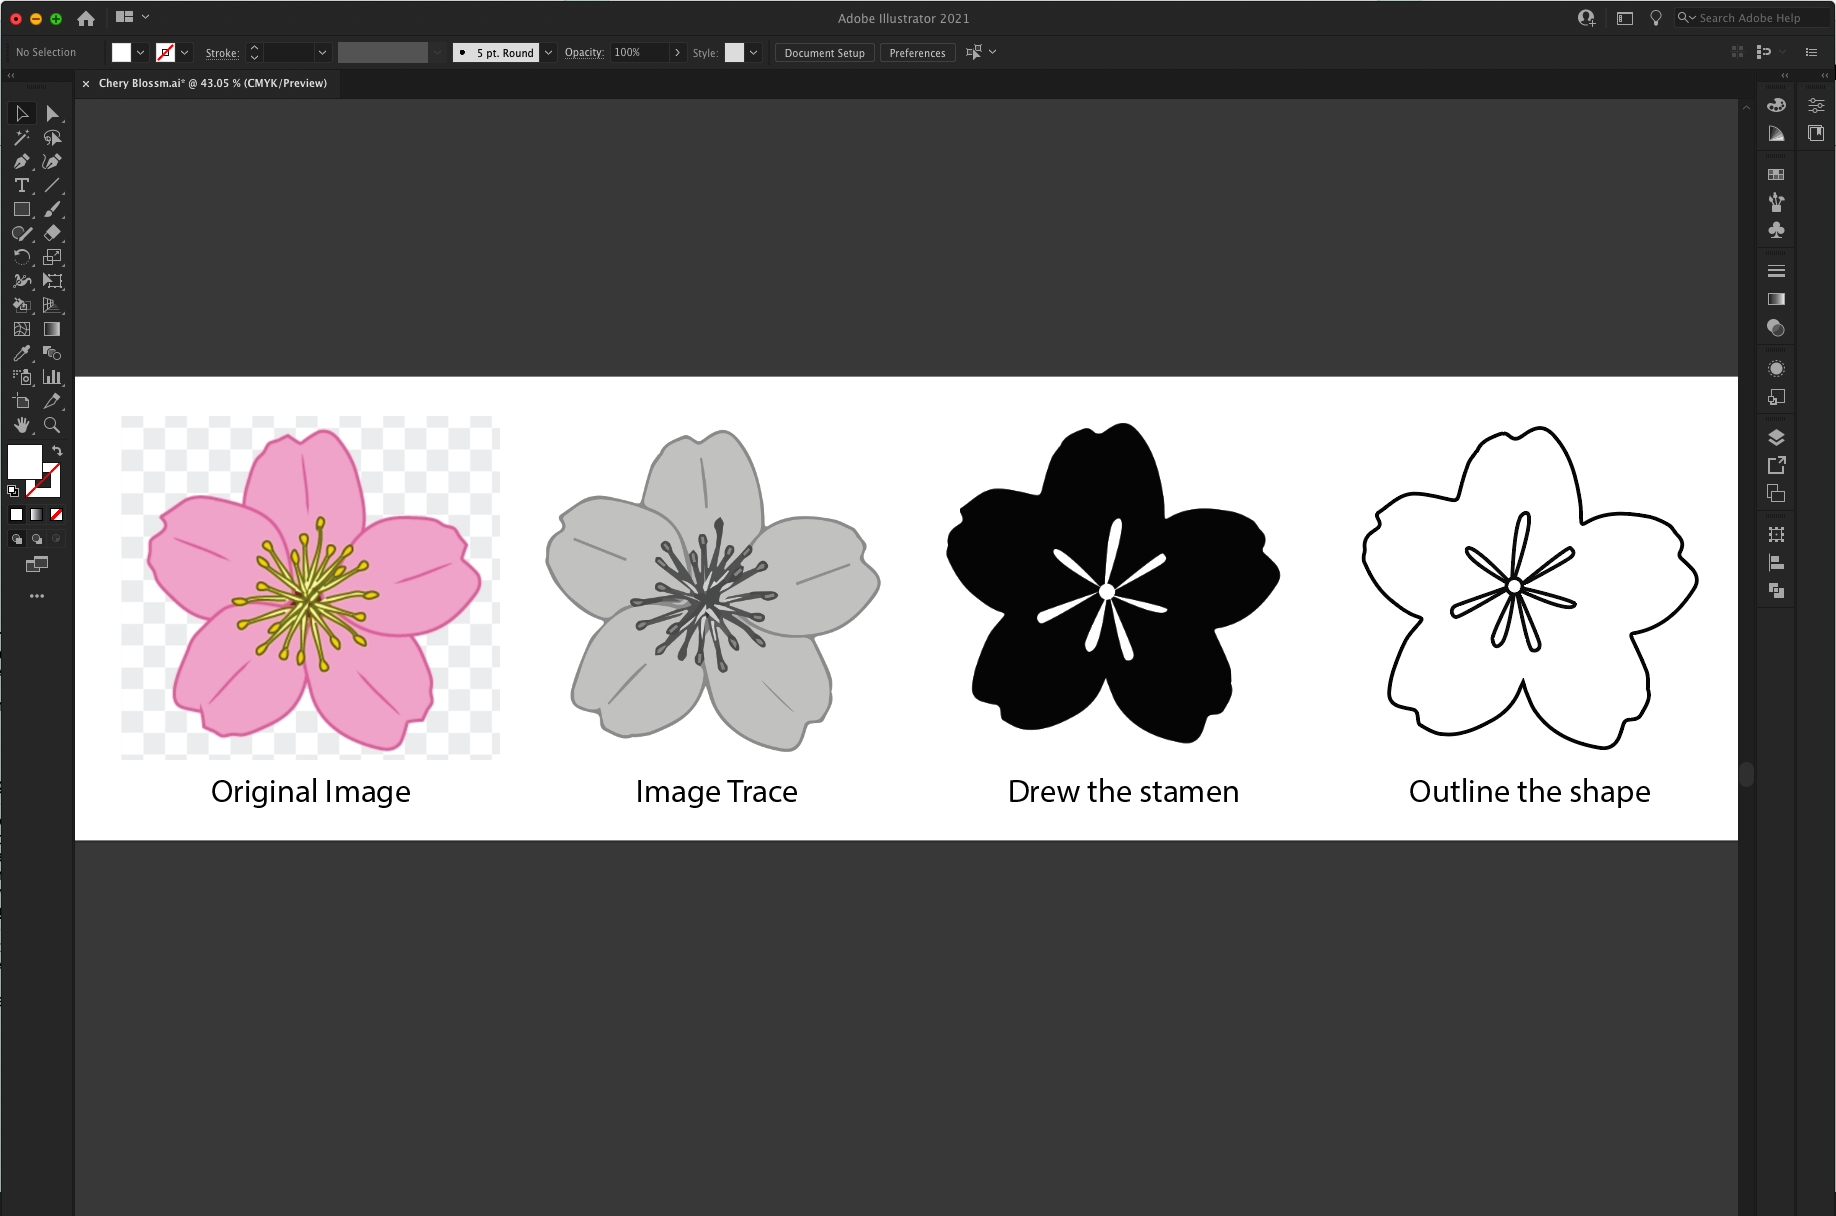 Adobe Illustrator 2021
Search Adobe Help
No Selection
Stroke:
5 pt. Round
Opacity:
100%
Style:
Document Setup
Preferences
Chery Blossm.ai* @ 43.05 % (CMYK/Preview)
Original Image
Image Trace
Drew the stamen
Outline the shape